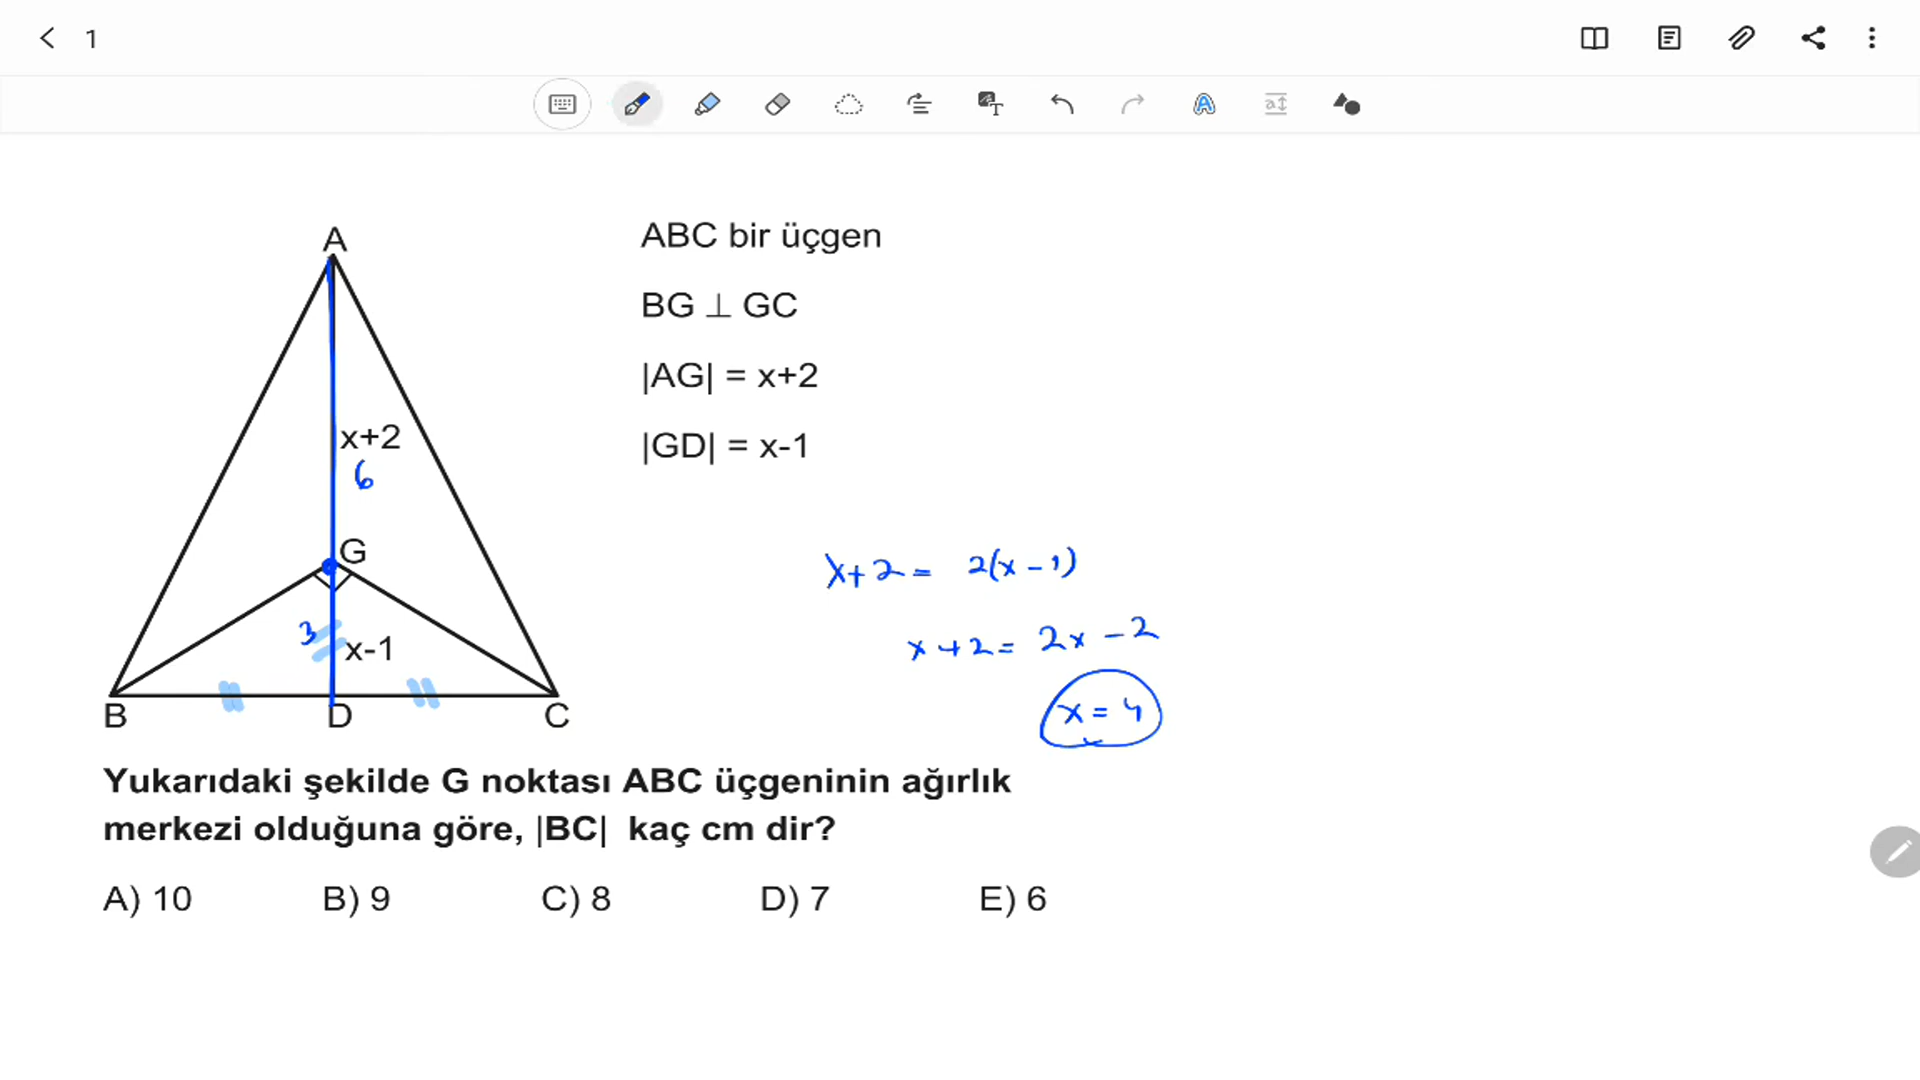 1
A
ABC bir üçgen
BG ⊥ GC
|AG| = x+2
|GD| = x-1
x+2
6
G
3
x-1
B
D
C
x+2 = 2(x-1)
x+2 = 2x-2
x = 4
Yukarıdaki şekilde G noktası ABC üçgeninin ağırlık
merkezi olduğuna göre, |BC| kaç cm dir?
A) 10 B) 9 C) 8 D) 7 E) 6